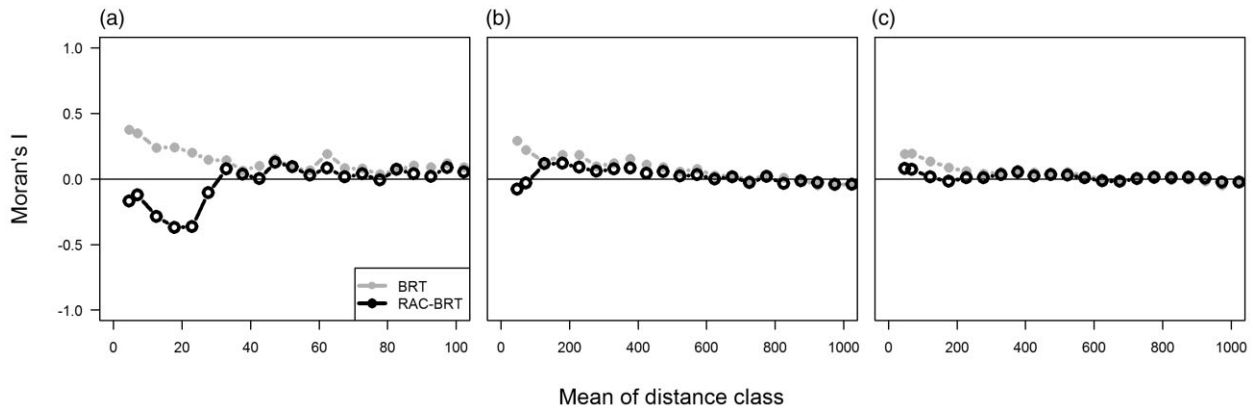 (a) (b) (c)
1.0
0.5
0.0
-0.5
-1.0
Moran's I
BRT
RAC-BRT
0 20 40 60 80 100
0 200 400 600 800 1000
0 200 400 600 800 1000
Mean of distance class